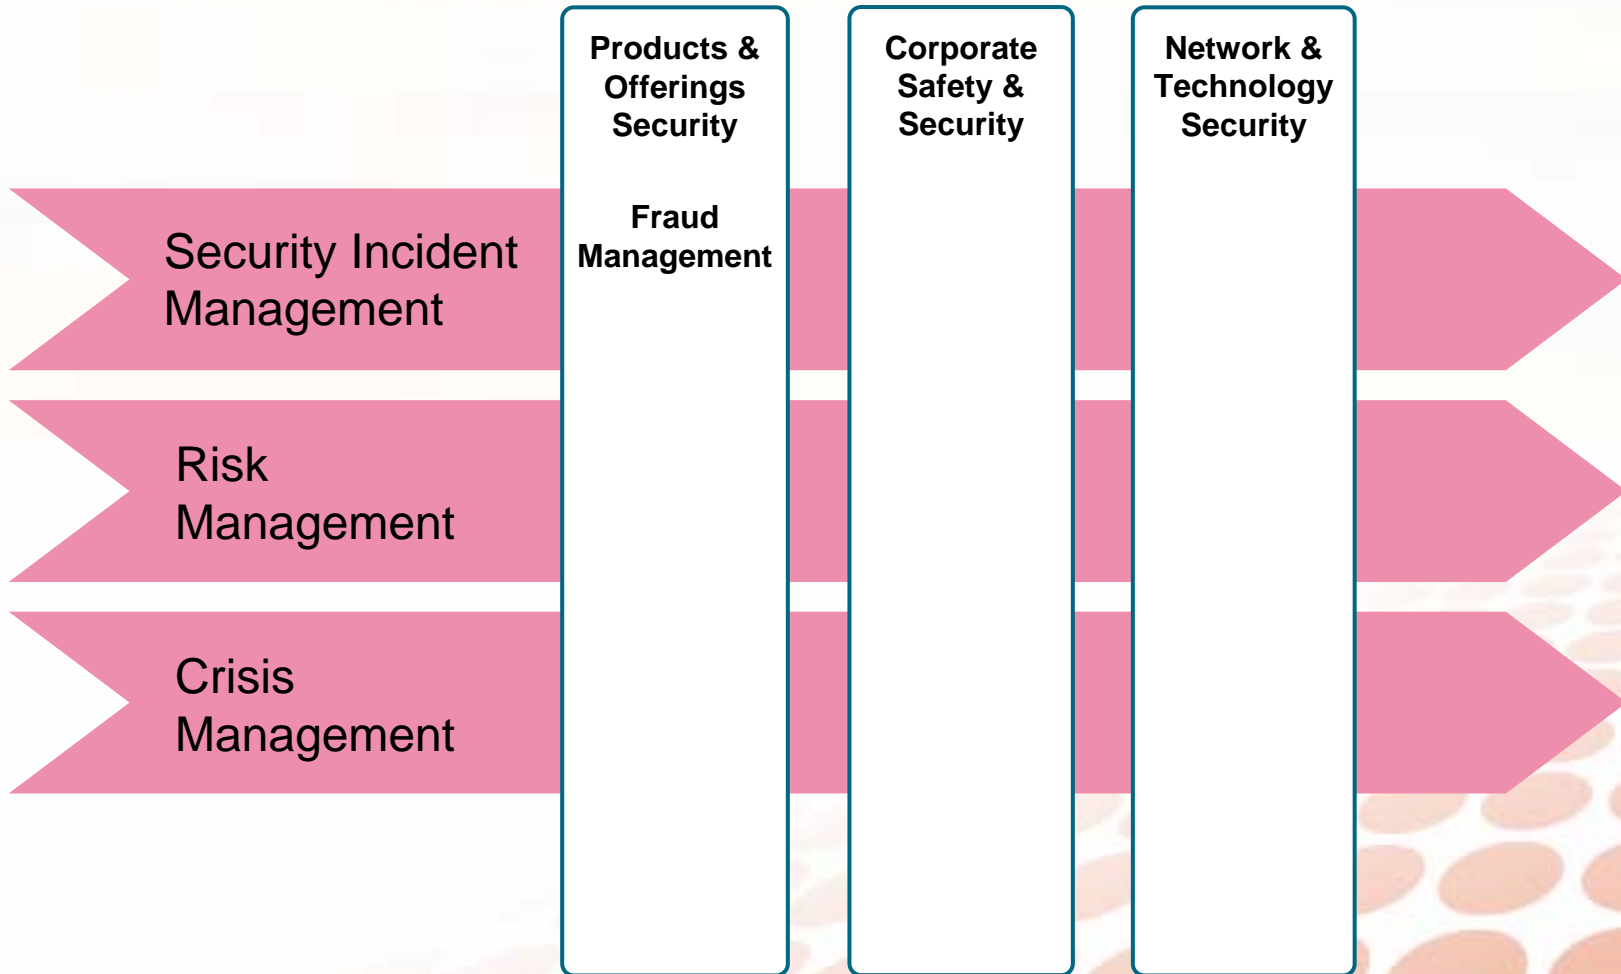 Products &
Offerings
Security
Fraud
Management
Corporate
Safety &
Security
Network &
Technology
Security
Security Incident
Management
Risk
Management
Crisis
Management